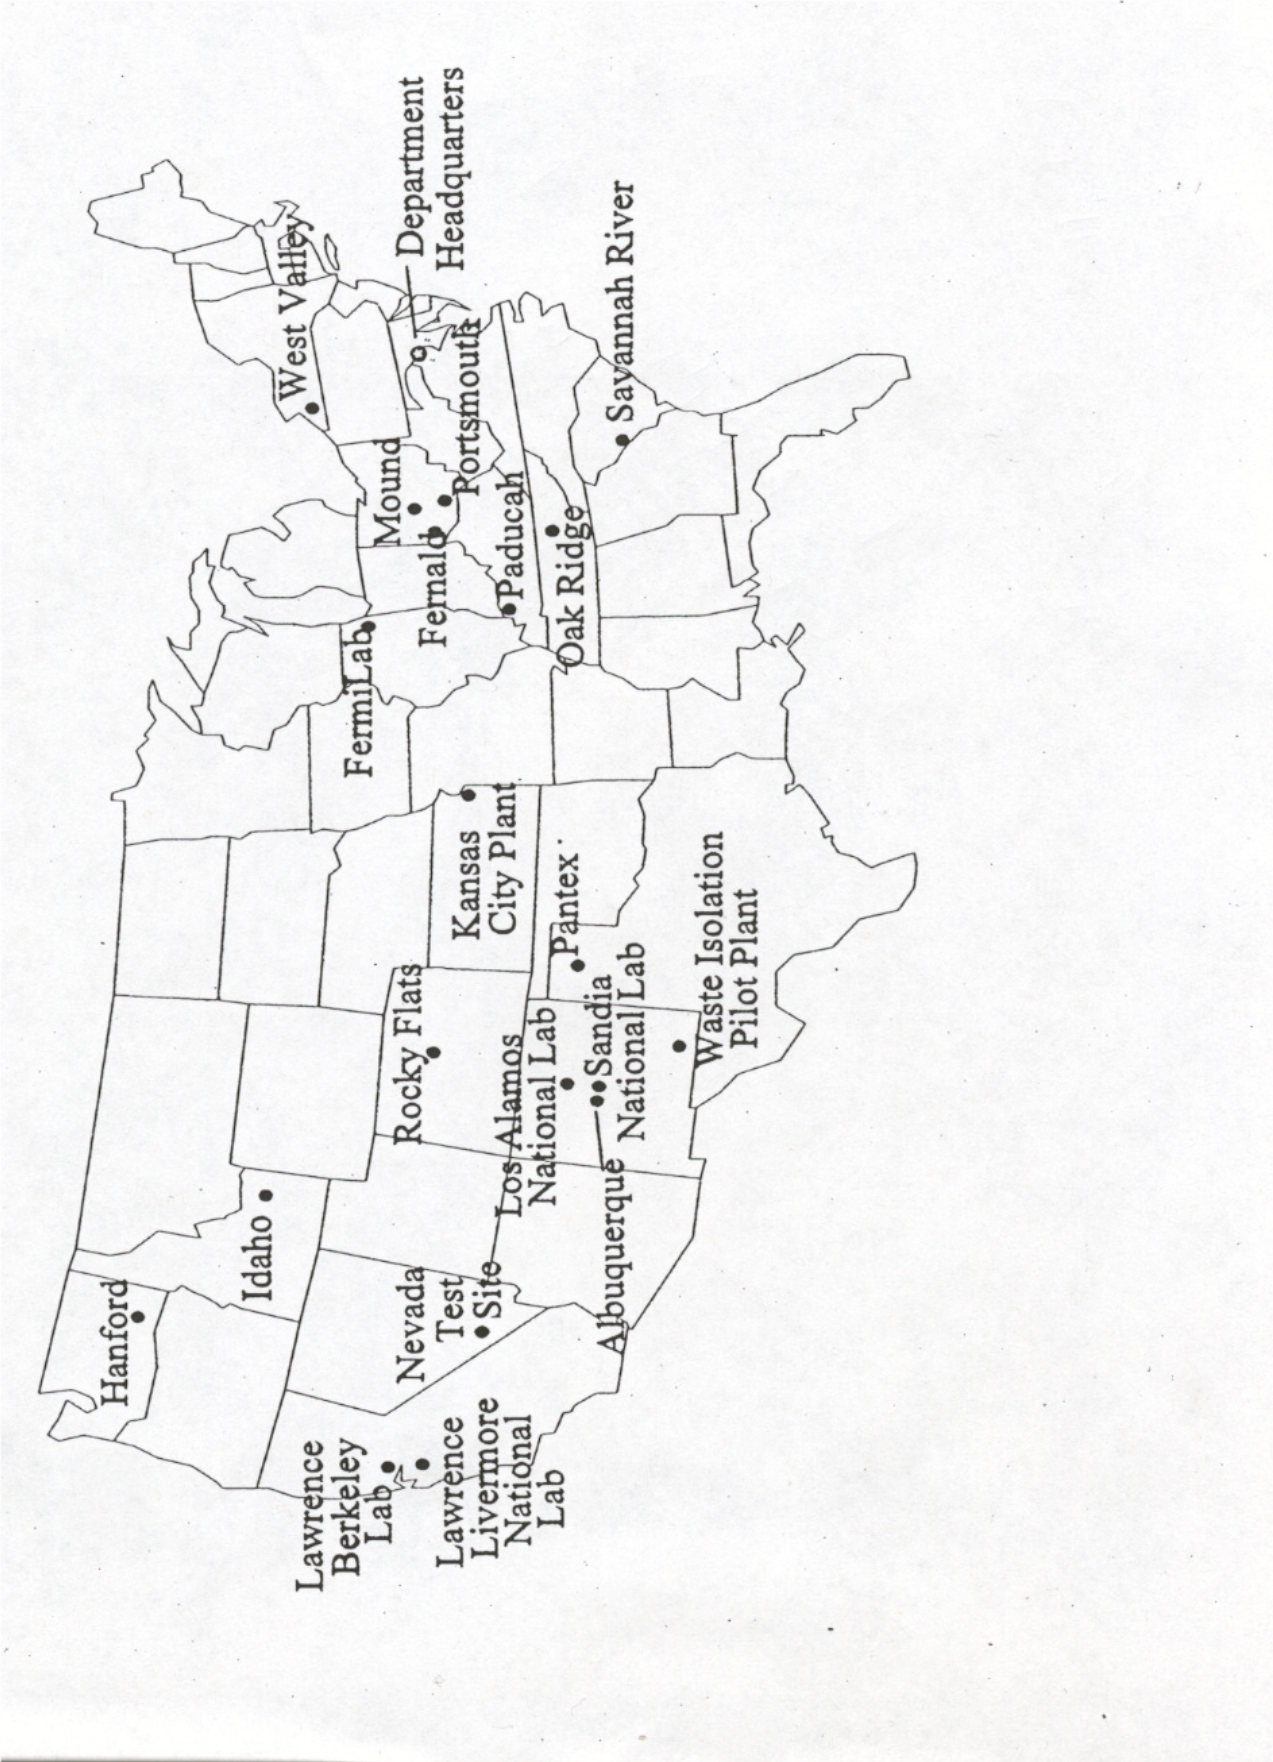 Hanford
Idaho
Lawrence
Berkeley
Lab
Lawrence
Livermore
National
Lab
Nevada
Test
Site
Albuquerque
Los Alamos
National Lab
Sandia
National Lab
Rocky Flats
Waste Isolation
Pilot Plant
Pantex
Kansas
City Plant
FermiLab
Fernald
Mound
Paducah
Oak Ridge
Portsmouth
West Valley
Savannah River
Department
Headquarters